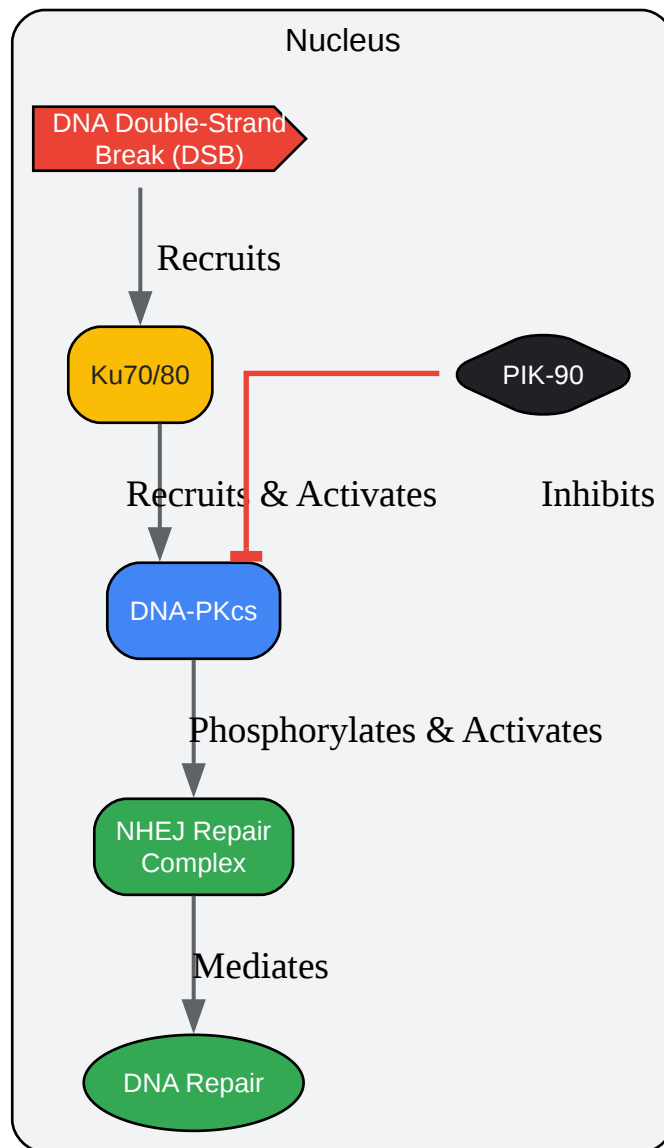 Nucleus
DNA Double-Strand
Break (DSB)
Recruits
Ku70/80
PIK-90
Recruits & Activates
Inhibits
DNA-PKcs
Phosphorylates & Activates
NHEJ Repair
Complex
Mediates
DNA Repair